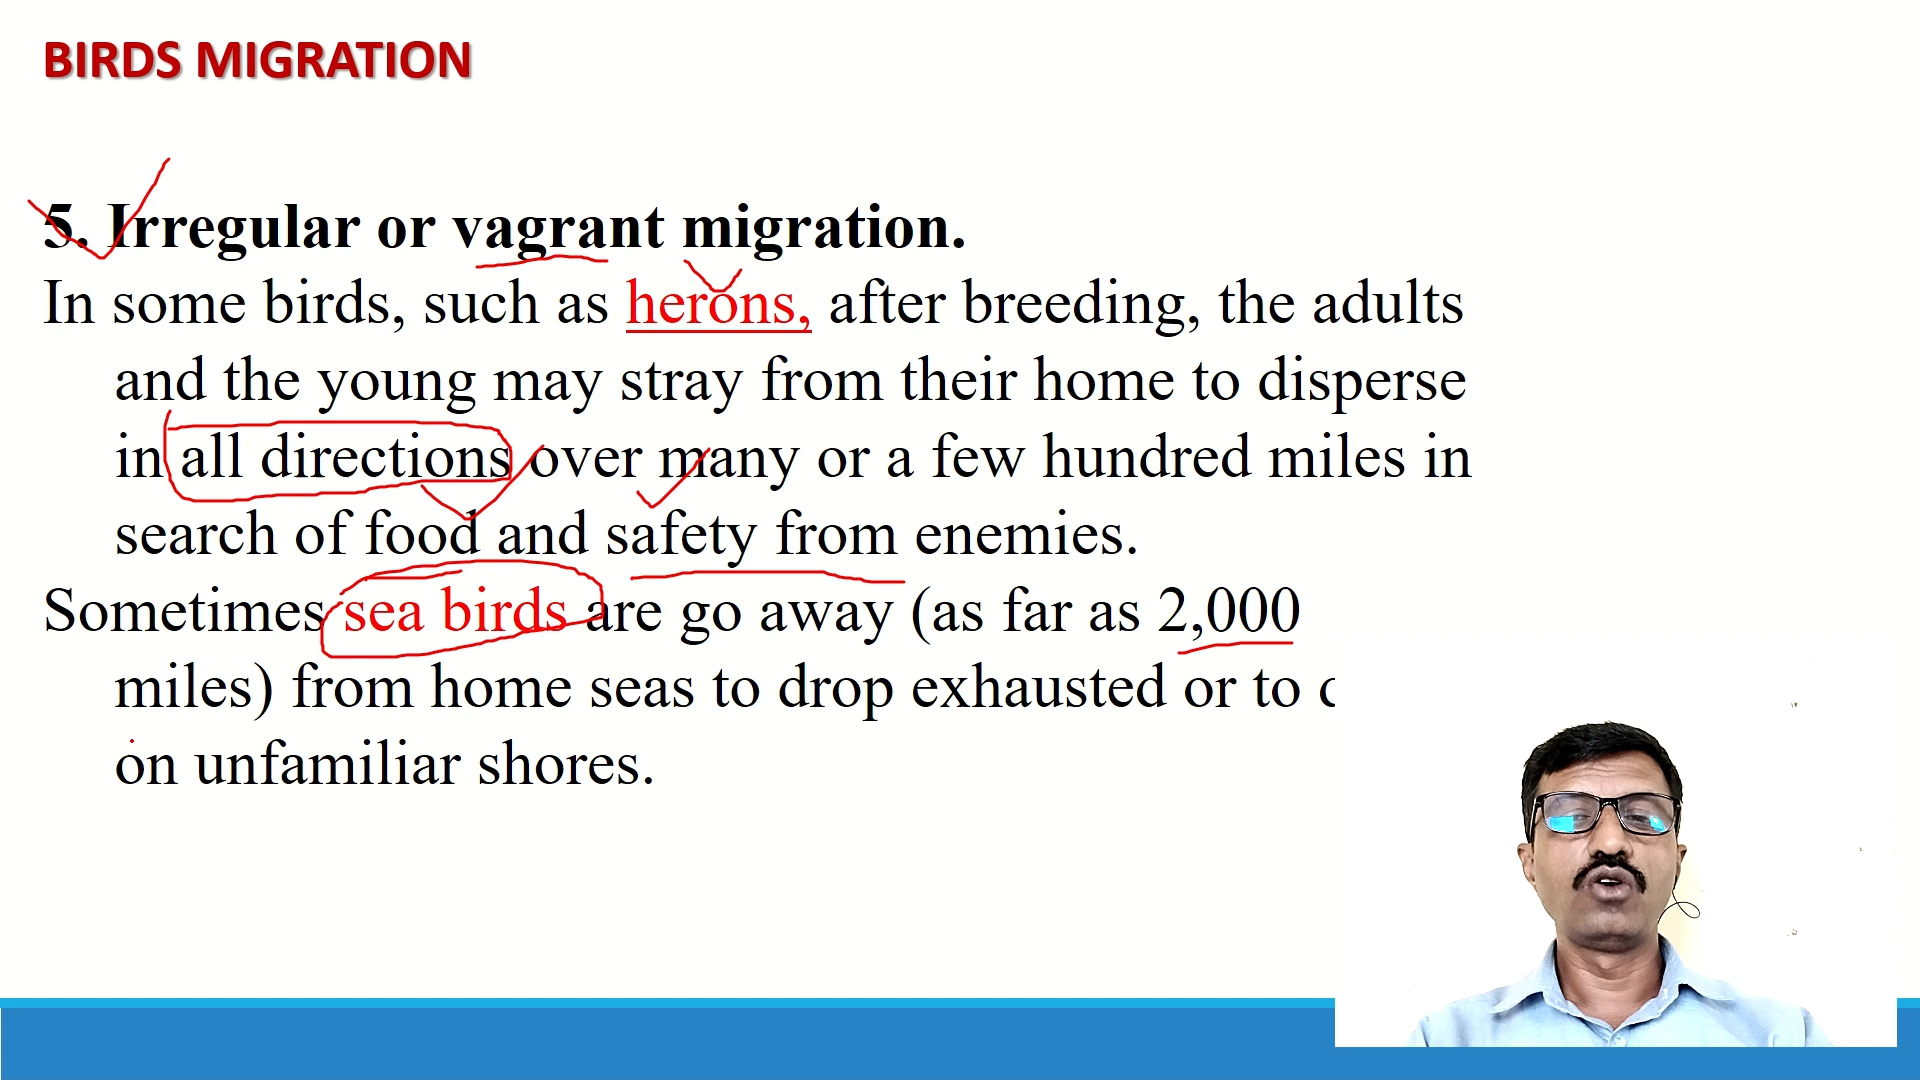 BIRDS MIGRATION
5. Irregular or vagrant migration.
In some birds, such as herons, after breeding, the adults
and the young may stray from their home to disperse
in all directions over many or a few hundred miles in
search of food and safety from enemies.
Sometimes sea birds are go away (as far as 2,000
miles) from home seas to drop exhausted or to
on unfamiliar shores.